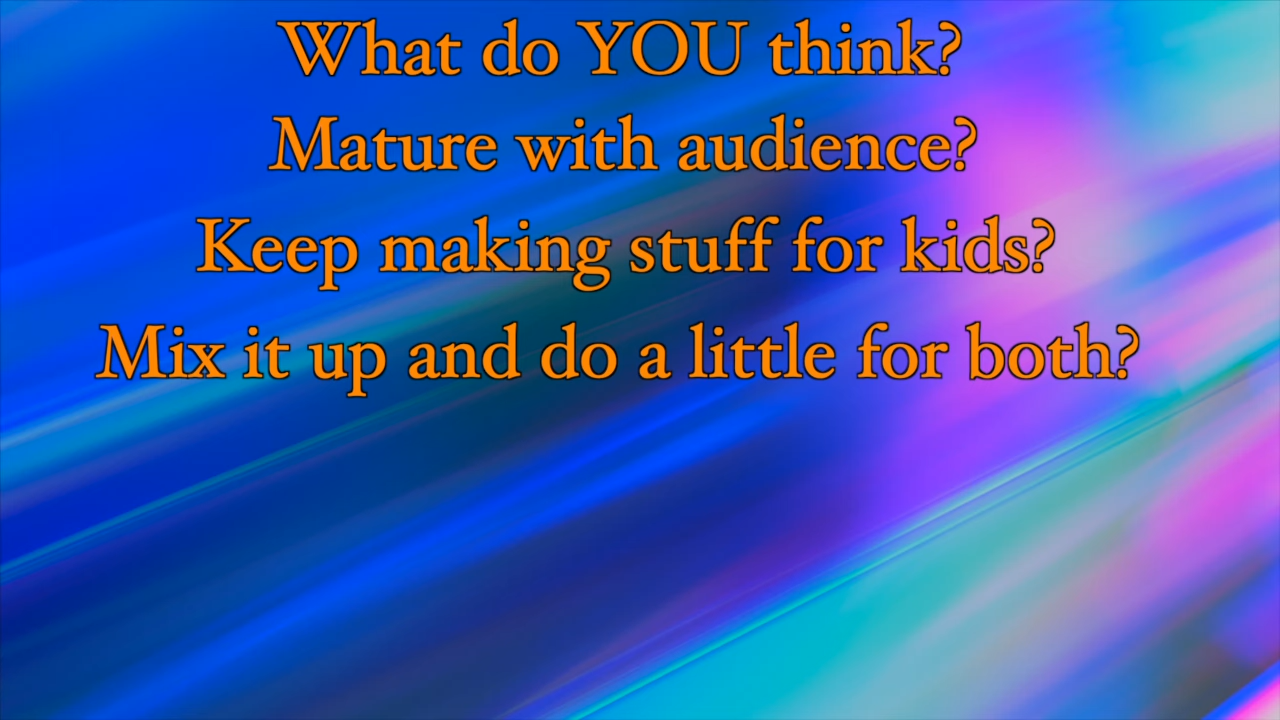 What do YOU think?
Mature with audience?
Keep making stuff for kids?
Mix it up and do a little for both?